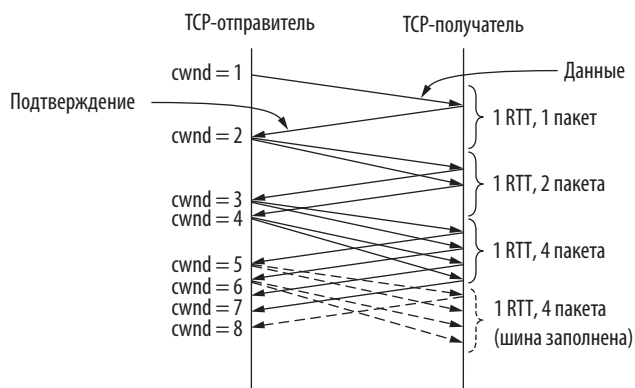 TCP-отправитель
TCP-получатель
cwnd = 1
Данные
Подтверждение
1 RTT, 1 пакет
cwnd = 2
1 RTT, 2 пакета
cwnd = 3
cwnd = 4
1 RTT, 4 пакета
cwnd = 5
cwnd = 6
cwnd = 7
cwnd = 8
1 RTT, 4 пакета
(шина заполнена)